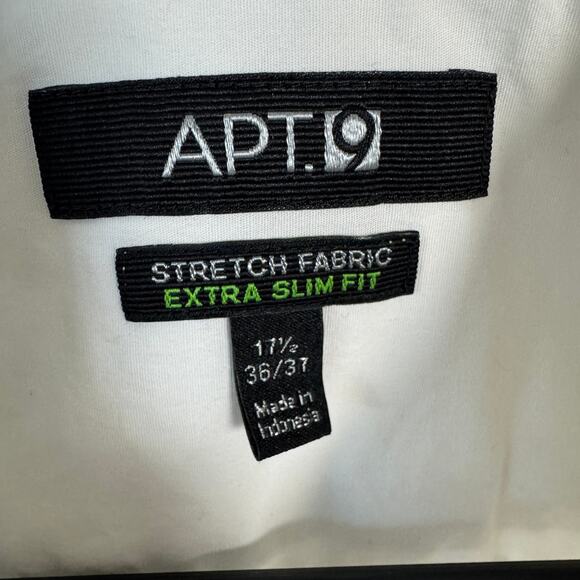 APT.9
STRETCH FABRIC
EXTRA SLIM FIT
17½
36/37
Made in
Indonesia